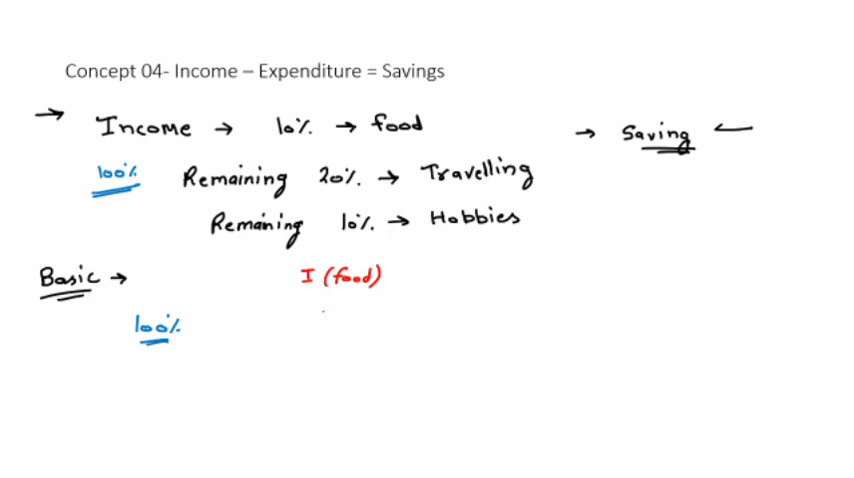 Concept 04- Income – Expenditure = Savings
→ Income → 10% → food → Saving ←
100% Remaining 20% → Travelling
Remaining 10% → Hobbies
Basic → I (food)
100%